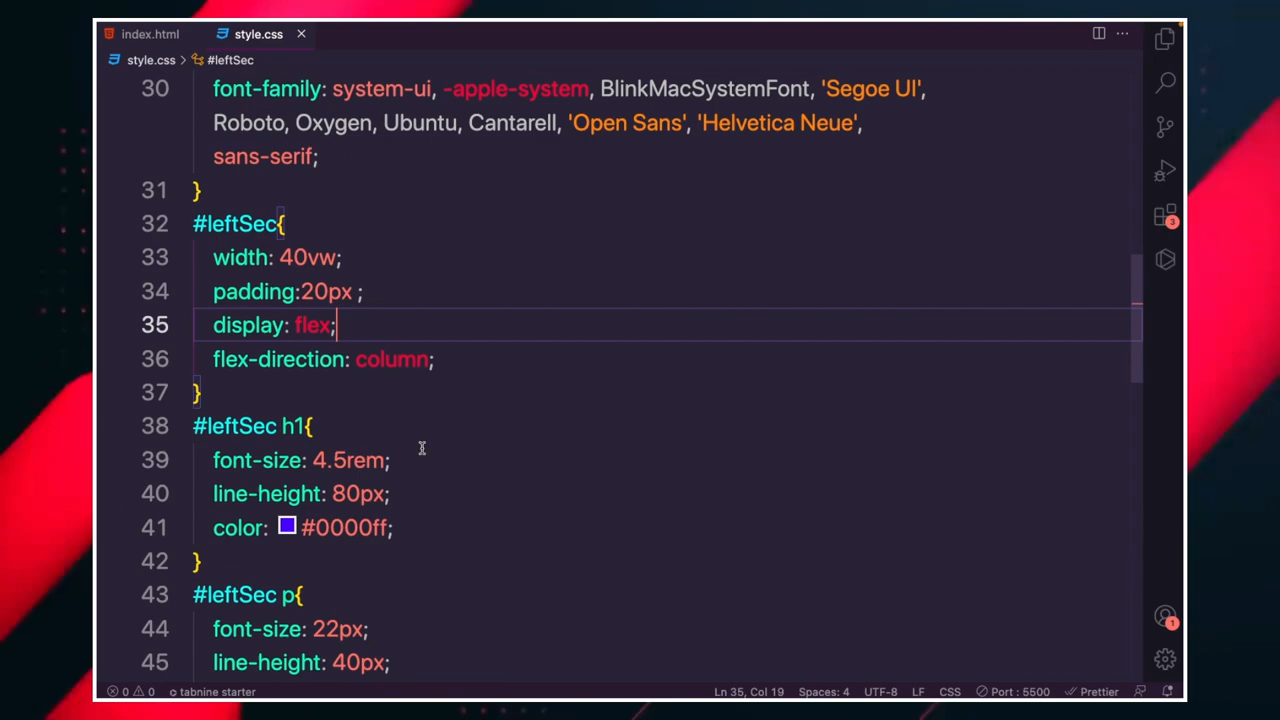 index.html
style.css
style.css > #leftSec
30 font-family: system-ui, -apple-system, BlinkMacSystemFont, 'Segoe UI',
Roboto, Oxygen, Ubuntu, Cantarell, 'Open Sans', 'Helvetica Neue',
sans-serif;
31 }
32 #leftSec{
33 width: 40vw;
34 padding:20px ;
35 display: flex;
36 flex-direction: column;
37 }
38 #leftSec h1{
39 font-size: 4.5rem;
40 line-height: 80px;
41 color: #0000ff;
42 }
43 #leftSec p{
44 font-size: 22px;
45 line-height: 40px;
3
1
0 0 tabnine starter Ln 35, Col 19 Spaces: 4 UTF-8 LF CSS Port : 5500 Prettier